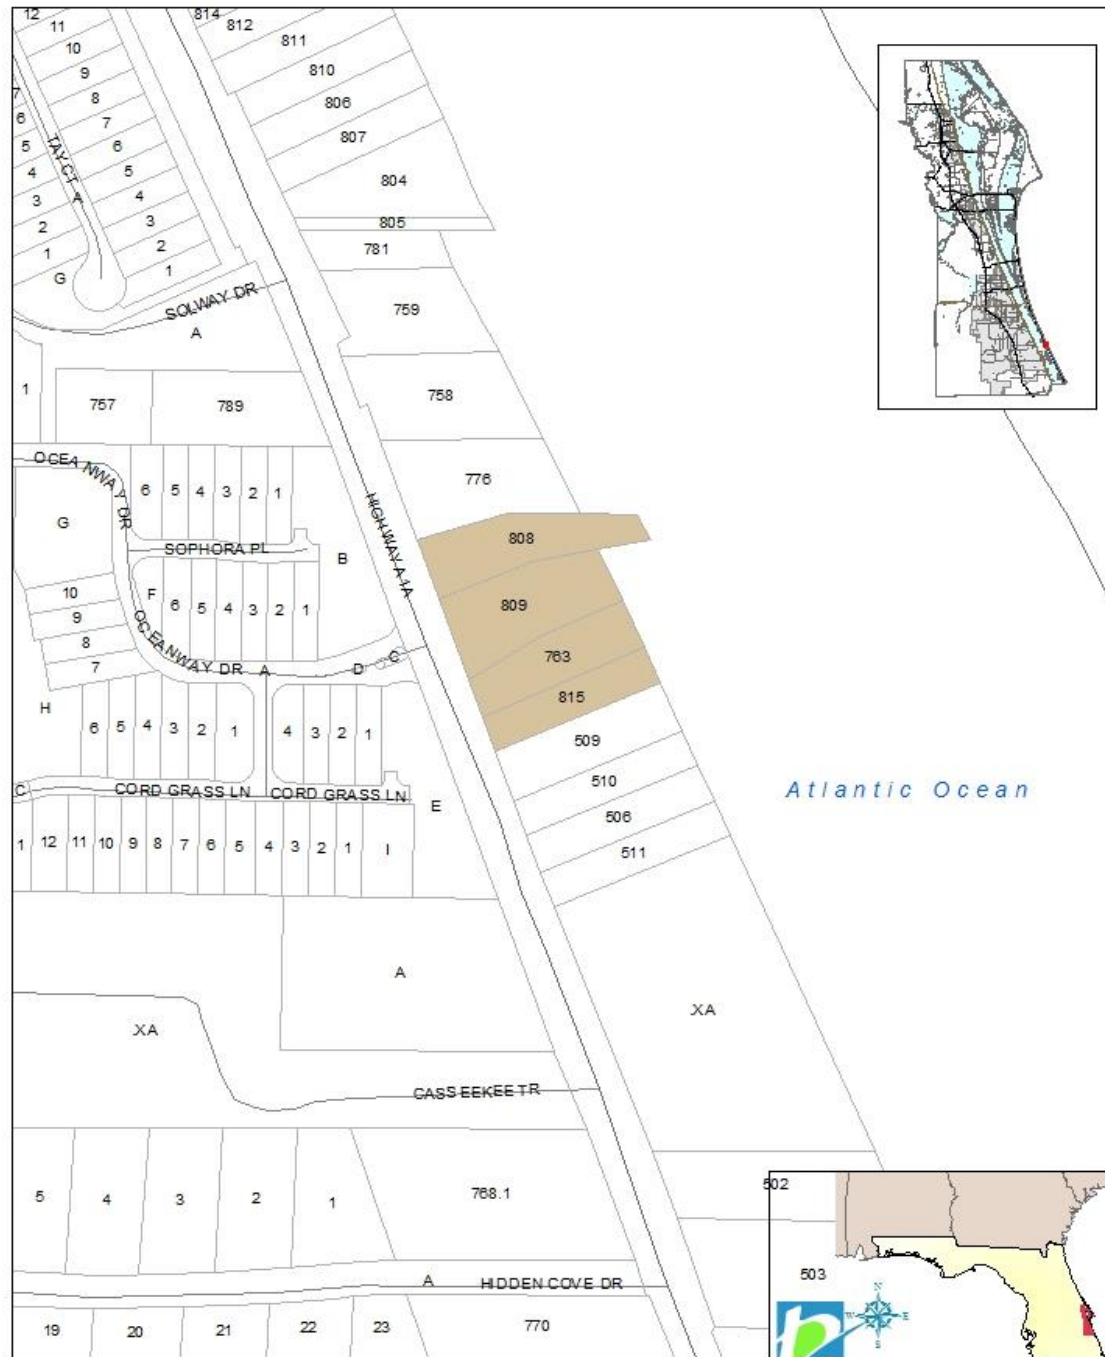 12
11
10
9
8
7
6
5
4
3
2
1
7
6
5
4
3
2
1
G
TAY CT A
814
812
811
810
806
807
804
805
781
759
758
776
SOLWAY DR
A
1
757
789
OCEANWAY DR
6 5 4 3 2 1
G
SOPHORA PL
B
HIGHWAY A1A
808
809
763
815
509
510
506
511
10
9
8
7
F
6 5 4 3 2 1
OCEANWAY DR A
D
C
H
6 5 4 3 2 1
4 3 2 1
C
CORD GRASS LN
CORD GRASS LN
E
Atlantic Ocean
1 12 11 10 9 8 7 6 5 4 3 2 1 I
A
XA
XA
CASSEEKEE TR
5 4 3 2 1
768.1
502
503
A
HIDDEN COVE DR
19 20 21 22 23
770
N
W
E
S